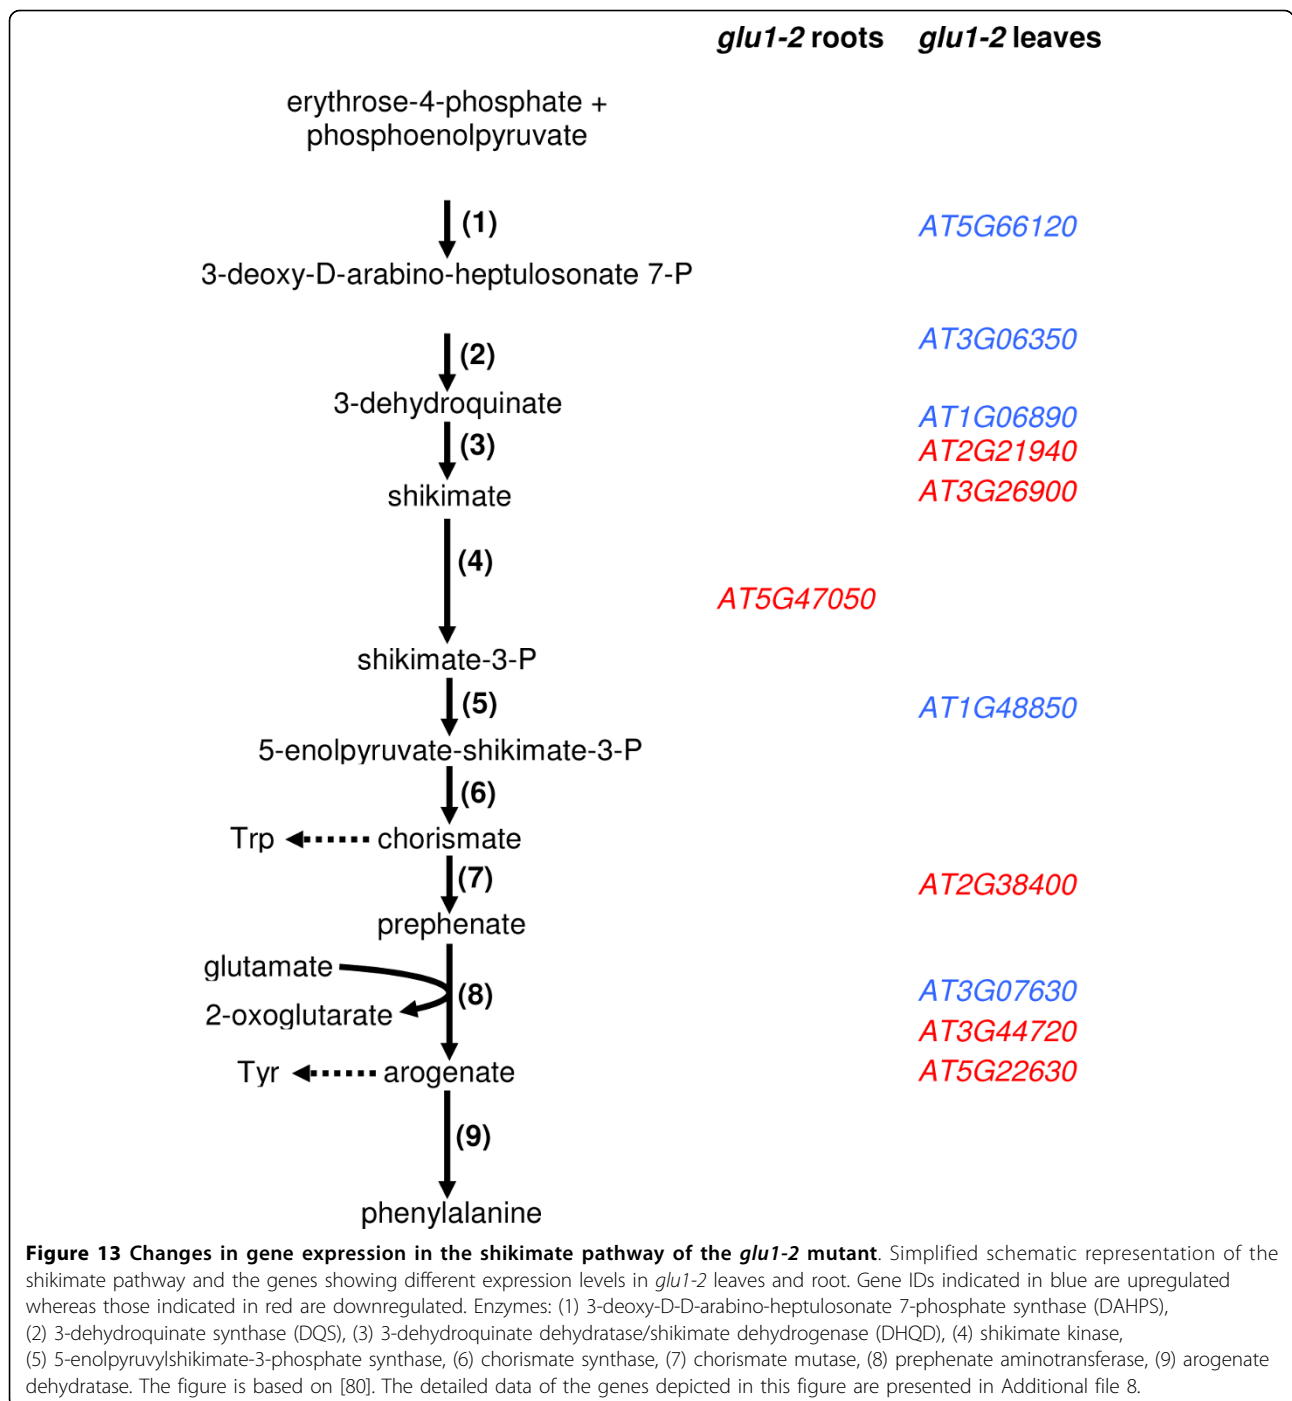 glu1-2 roots glu1-2 leaves
erythrose-4-phosphate +
phosphoenolpyruvate
(1) AT5G66120
3-deoxy-D-arabino-heptulosonate 7-P
(2) AT3G06350
3-dehydroquinate AT1G06890
(3) AT2G21940
shikimate AT3G26900
(4)
AT5G47050
shikimate-3-P
(5) AT1G48850
5-enolpyruvate-shikimate-3-P
(6)
Trp chorismate
(7) AT2G38400
prephenate
glutamate
(8) AT3G07630
2-oxoglutarate AT3G44720
Tyr arogenate AT5G22630
(9)
phenylalanine
Figure 13 Changes in gene expression in the shikimate pathway of the glu1-2 mutant. Simplified schematic representation of the
shikimate pathway and the genes showing different expression levels in glu1-2 leaves and root. Gene IDs indicated in blue are upregulated
whereas those indicated in red are downregulated. Enzymes: (1) 3-deoxy-D-D-arabino-heptulosonate 7-phosphate synthase (DAHPS),
(2) 3-dehydroquinate synthase (DQS), (3) 3-dehydroquinate dehydratase/shikimate dehydrogenase (DHQD), (4) shikimate kinase,
(5) 5-enolpyruvylshikimate-3-phosphate synthase, (6) chorismate synthase, (7) chorismate mutase, (8) prephenate aminotransferase, (9) arogenate
dehydratase. The figure is based on [80]. The detailed data of the genes depicted in this figure are presented in Additional file 8.